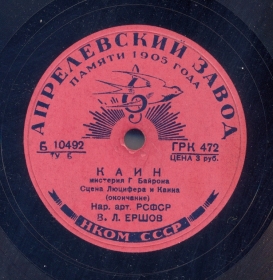 АПРЕЛЕВСКИЙ ЗАВОД
ПАМЯТИ 1905 ГОДА
Б 10492
ТУ Б
ГРК 472
ЦЕНА 3 руб.
КАИН
мистерия Г. Байрона
Сцена Люцифера и Каина
(окончание)
Нар. арт. РСФСР
В. Л. ЕРШОВ
НКОМ СССР